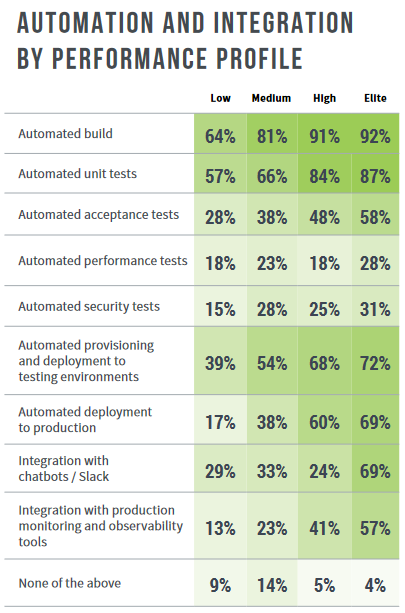 AUTOMATION AND INTEGRATION
BY PERFORMANCE PROFILE
Low Medium High Elite
Automated build 64% 81% 91% 92%
Automated unit tests 57% 66% 84% 87%
Automated acceptance tests 28% 38% 48% 58%
Automated performance tests 18% 23% 18% 28%
Automated security tests 15% 28% 25% 31%
Automated provisioning
and deployment to
testing environments 39% 54% 68% 72%
Automated deployment
to production 17% 38% 60% 69%
Integration with
chatbots / Slack 29% 33% 24% 69%
Integration with production
monitoring and observability
tools 13% 23% 41% 57%
None of the above 9% 14% 5% 4%